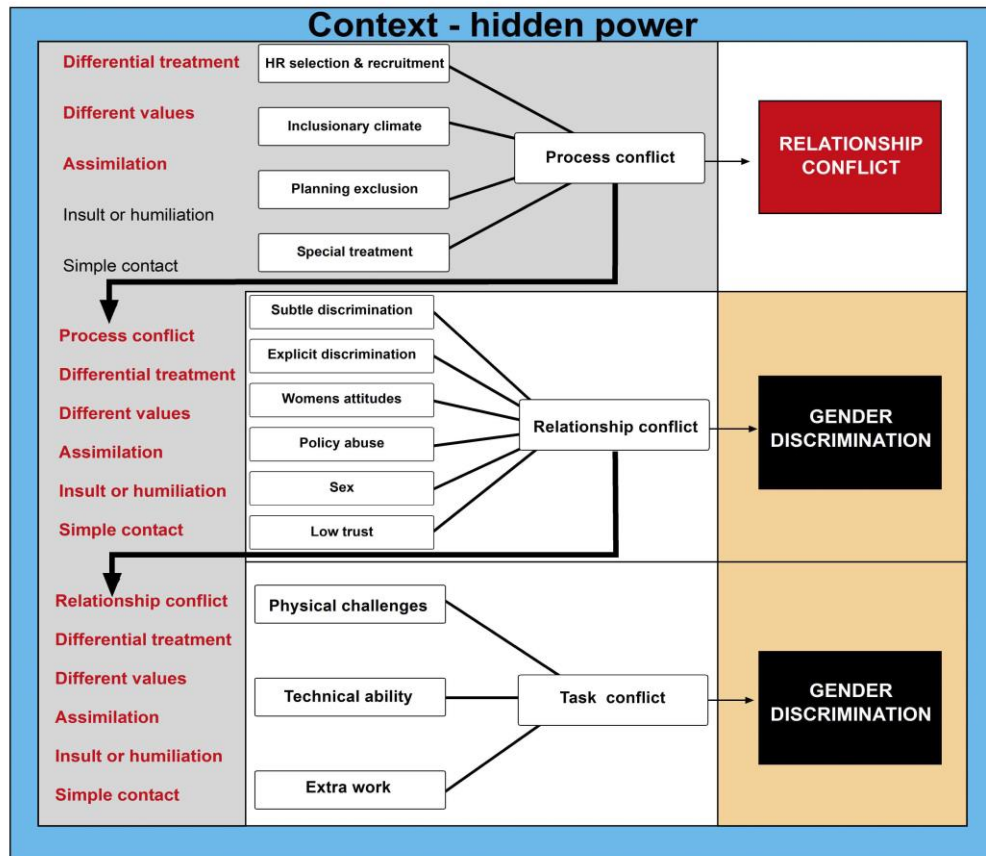 Context - hidden power
Differential treatment
Different values
Assimilation
Insult or humiliation
Simple contact
HR selection & recruitment
Inclusionary climate
Planning exclusion
Special treatment
Process conflict
RELATIONSHIP
CONFLICT
Process conflict
Differential treatment
Different values
Assimilation
Insult or humiliation
Simple contact
Subtle discrimination
Explicit discrimination
Womens attitudes
Policy abuse
Sex
Low trust
Relationship conflict
GENDER
DISCRIMINATION
Relationship conflict
Differential treatment
Different values
Assimilation
Insult or humiliation
Simple contact
Physical challenges
Technical ability
Extra work
Task conflict
GENDER
DISCRIMINATION